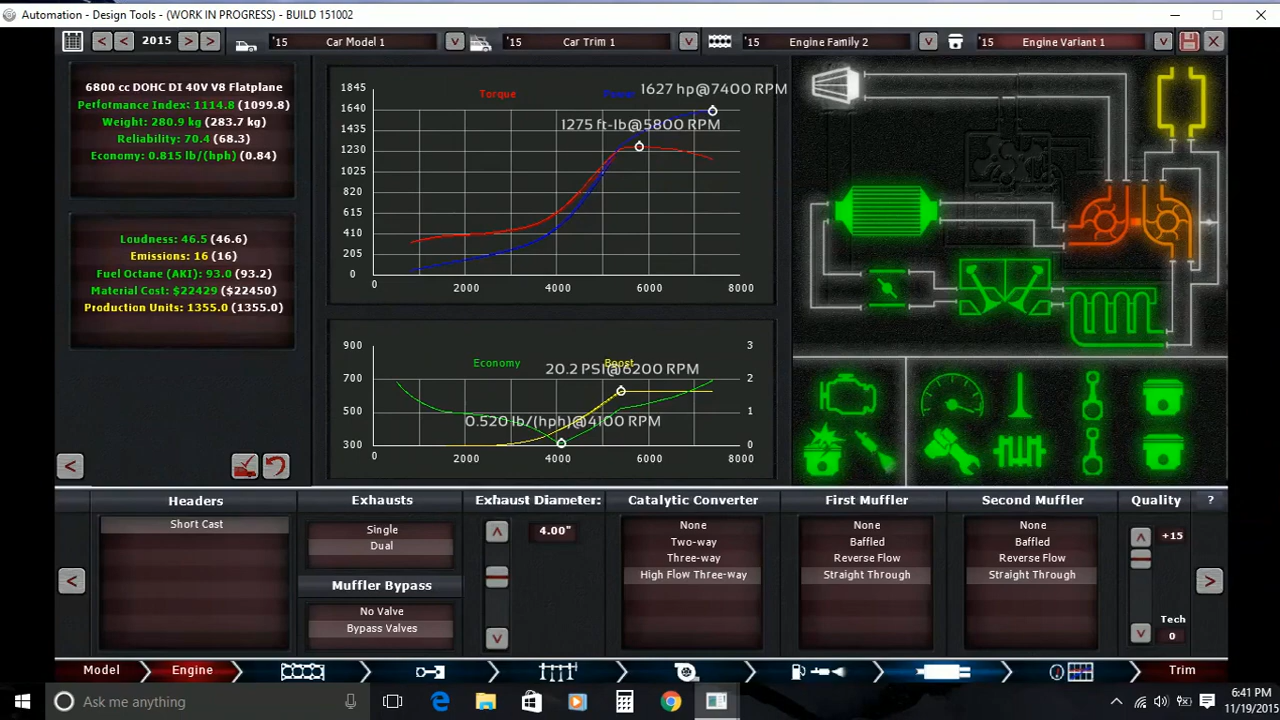 Automation - Design Tools - (WORK IN PROGRESS) - BUILD 151002
< < 2015 > > '15 Car Model 1 '15 Car Trim 1 '15 Engine Family 2 '15 Engine Variant 1
6800 cc DOHC DI 40V V8 Flatplane
Performance Index: 1114.8 (1099.8)
Weight: 280.9 kg (283.7 kg)
Reliability: 70.4 (68.3)
Economy: 0.815 lb/(hph) (0.84)
Loudness: 46.5 (46.6)
Emissions: 16 (16)
Fuel Octane (AKI): 93.0 (93.2)
Material Cost: $22429 ($22450)
Production Units: 1355.0 (1355.0)
Torque
1627 hp@7400 RPM
1275 ft-lb@5800 RPM
1845
1640
1435
1230
1025
820
615
410
205
0
0 2000 4000 6000 8000
Economy Boost
20.2 PSI@6200 RPM
0.520 lb/(hph)@4100 RPM
900 3
700 2
500 1
300 0
0 2000 4000 6000 8000
Headers
Short Cast
Exhausts
Single
Dual
Muffler Bypass
No Valve
Bypass Valves
Exhaust Diameter:
4.00"
Catalytic Converter
None
Two-way
Three-way
High Flow Three-way
First Muffler
None
Baffled
Reverse Flow
Straight Through
Second Muffler
None
Baffled
Reverse Flow
Straight Through
Quality ?
+15
Tech
0
Model Engine Trim
Ask me anything
6:41 PM
11/19/2015